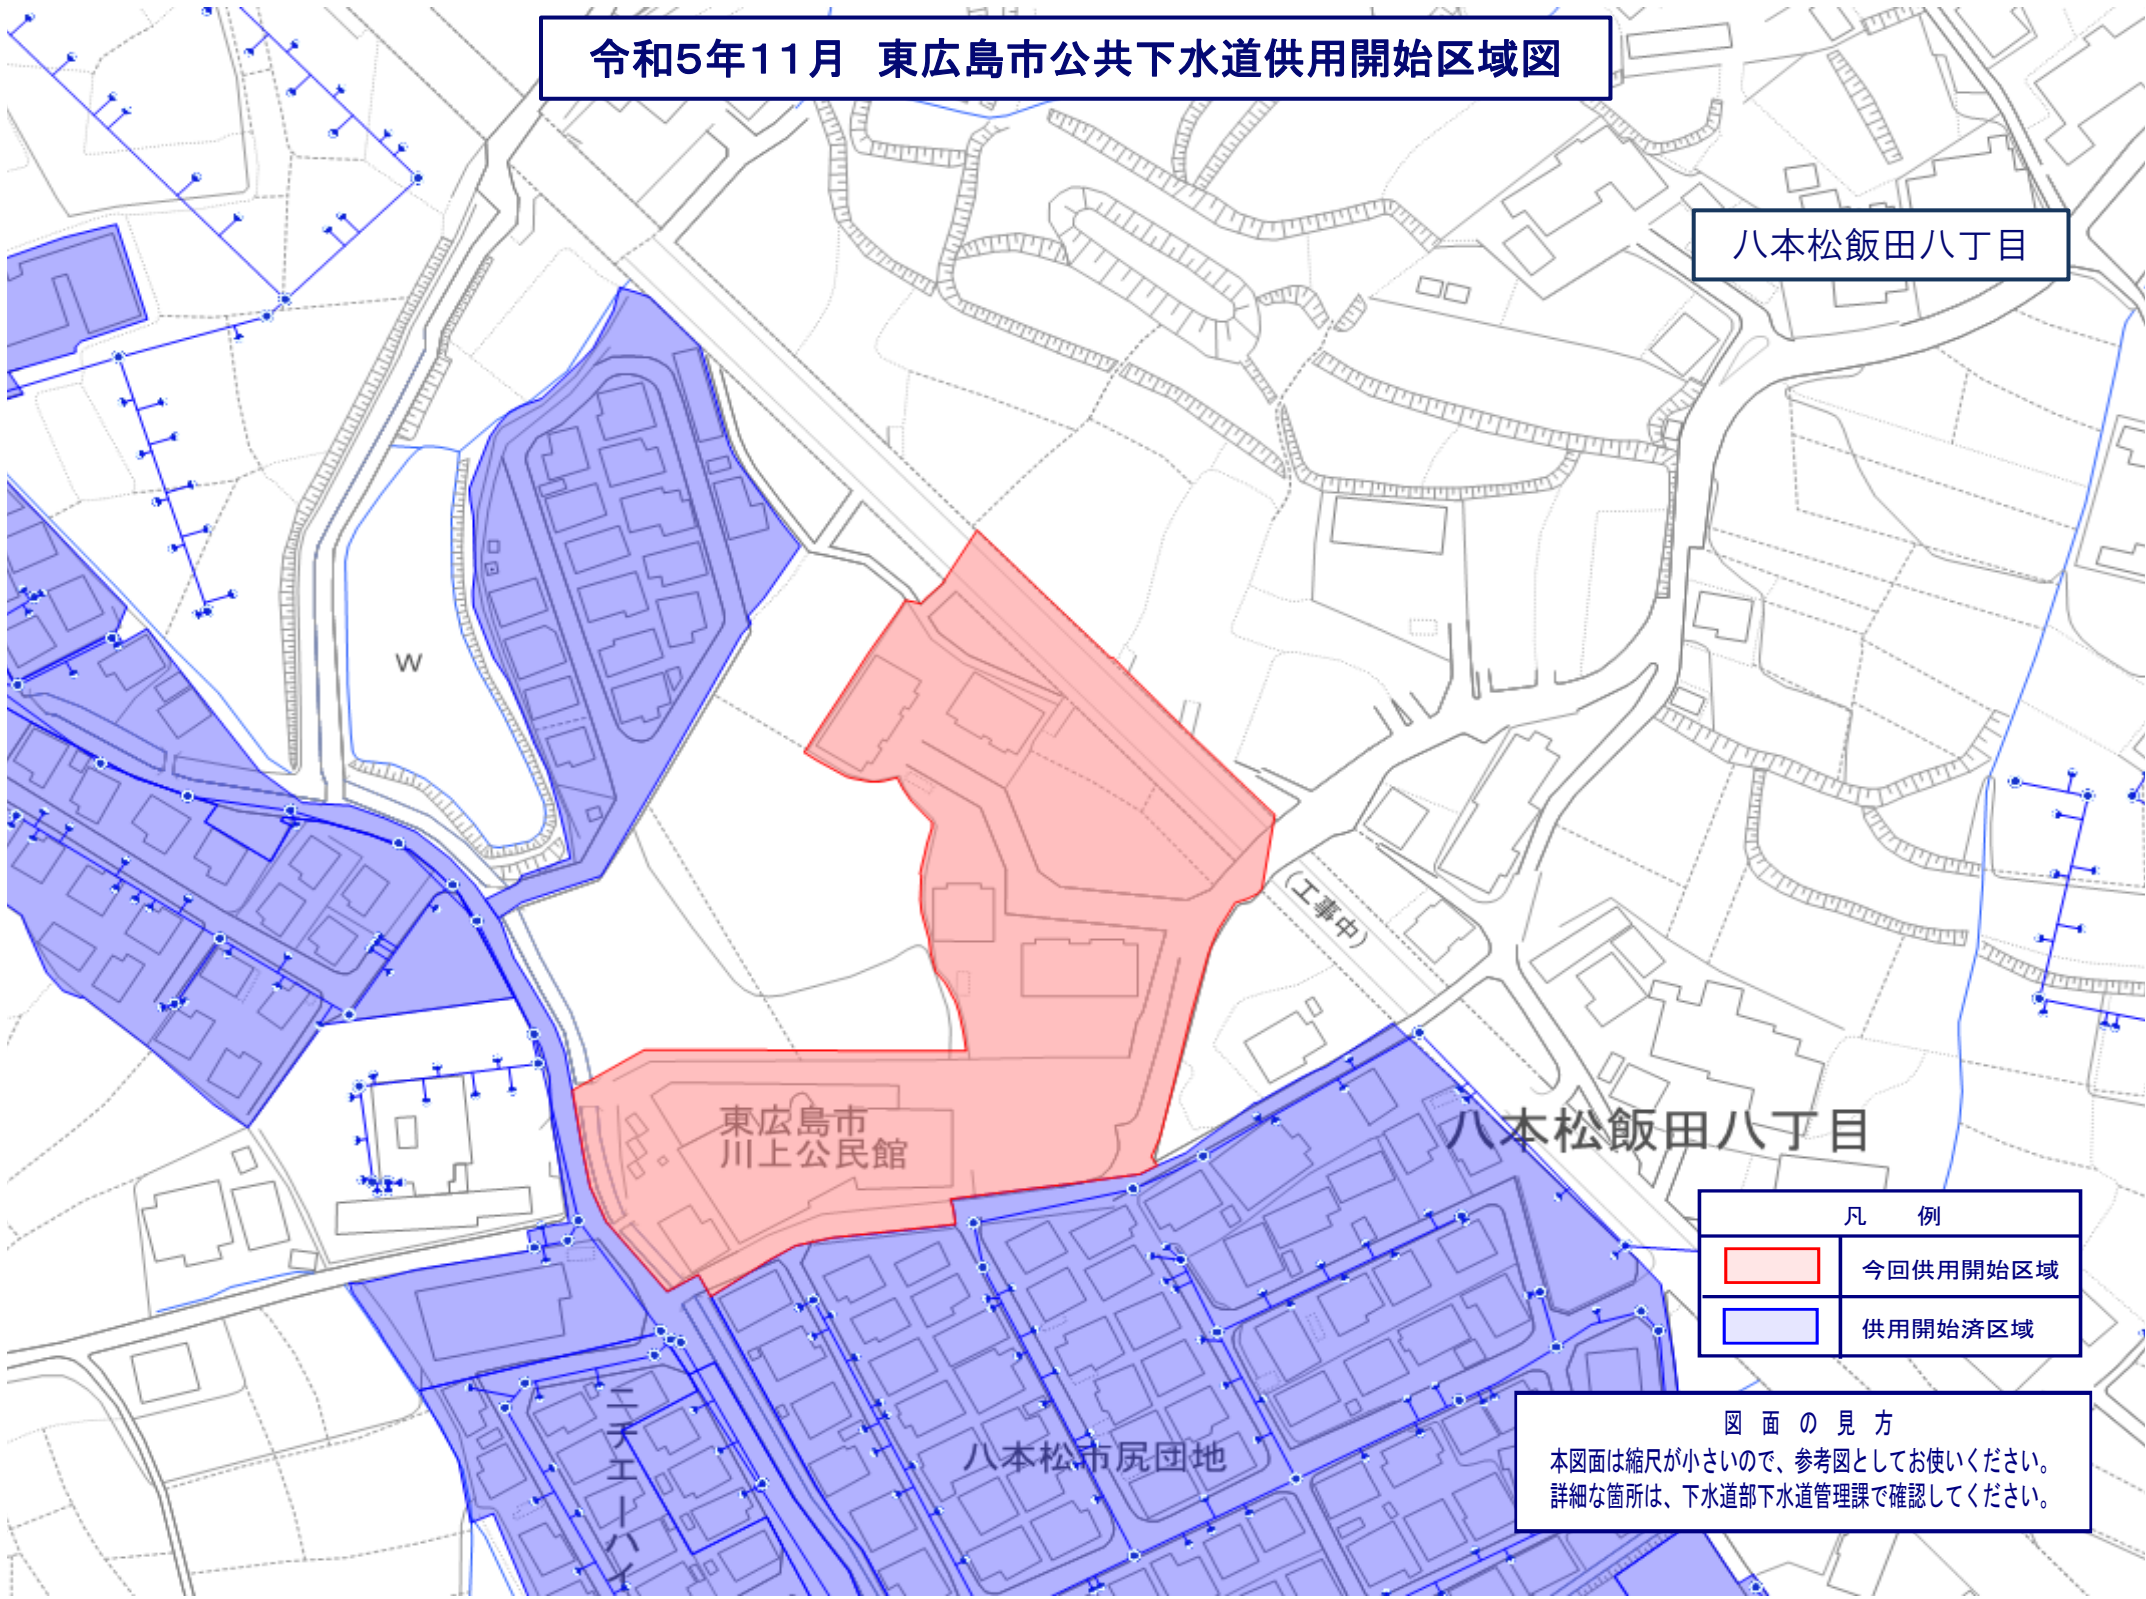 令和5年11月　東広島市公共下水道供用開始区域図
八本松飯田八丁目
W
(工事中)
東広島市
川上公民館
八本松飯田八丁目
凡　例
今回供用開始区域
供用開始済区域
八本松市尻団地
ニチエーハイ
図 面 の 見 方
本図面は縮尺が小さいので、参考図としてお使いください。
詳細な箇所は、下水道部下水道管理課で確認してください。